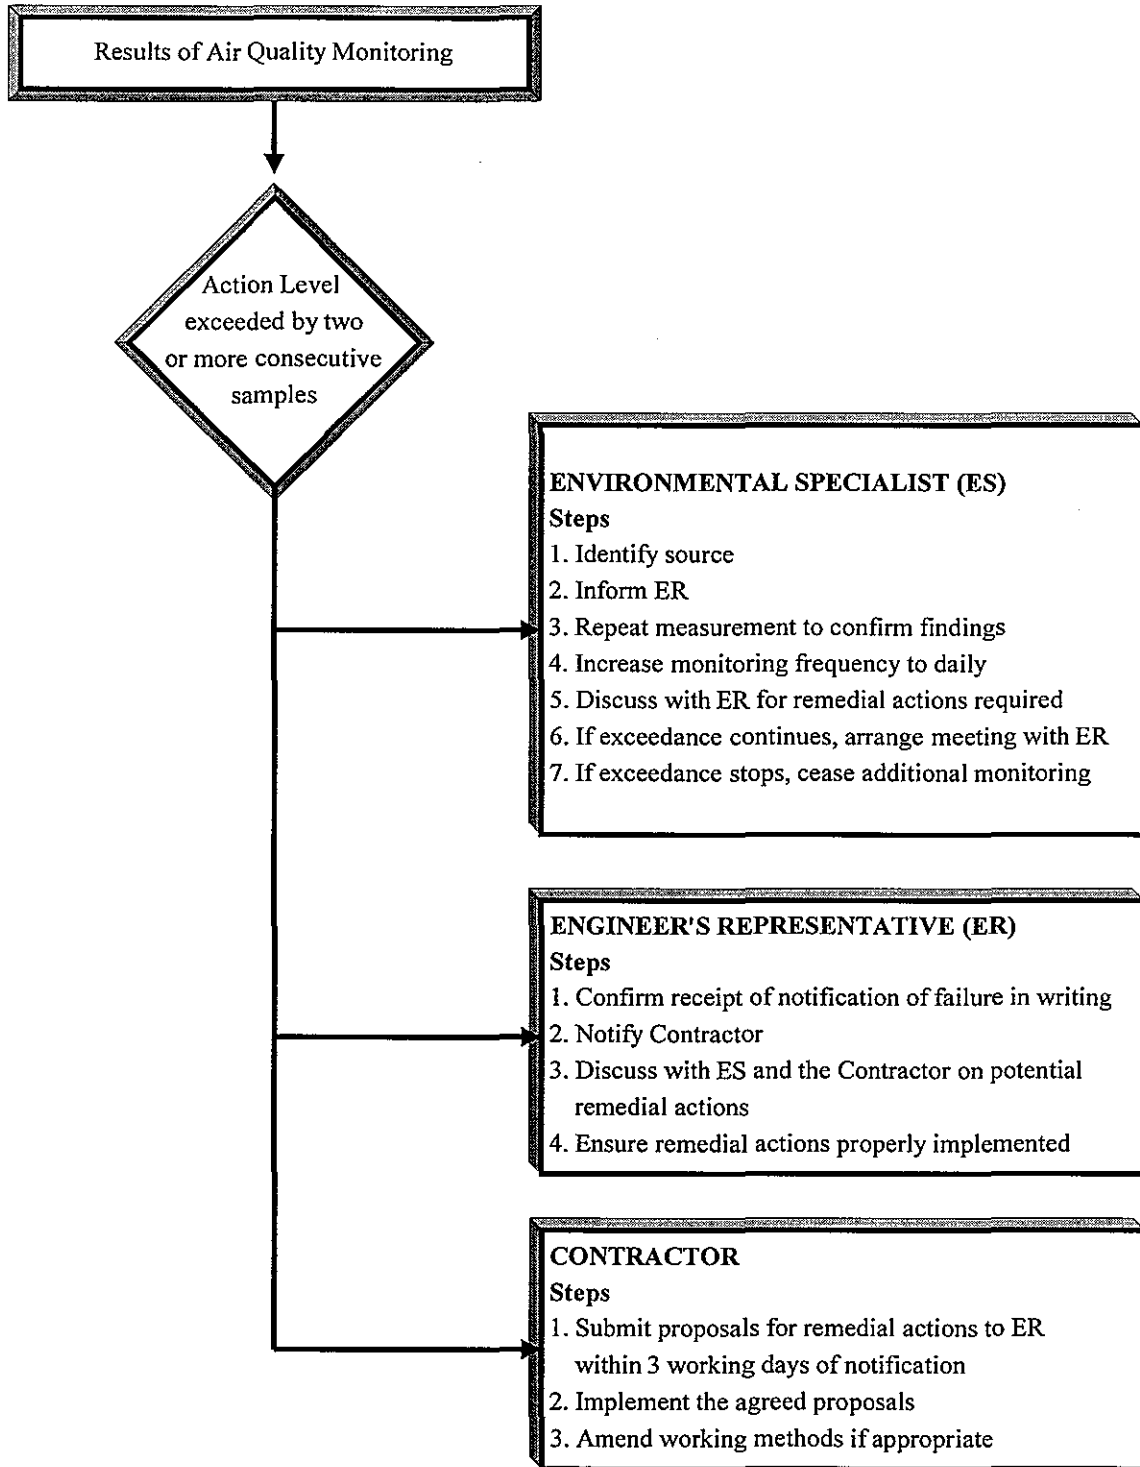 Results of Air Quality Monitoring
Action Level
exceeded by two
or more consecutive
samples
ENVIRONMENTAL SPECIALIST (ES)
Steps
1. Identify source
2. Inform ER
3. Repeat measurement to confirm findings
4. Increase monitoring frequency to daily
5. Discuss with ER for remedial actions required
6. If exceedance continues, arrange meeting with ER
7. If exceedance stops, cease additional monitoring
ENGINEER'S REPRESENTATIVE (ER)
Steps
1. Confirm receipt of notification of failure in writing
2. Notify Contractor
3. Discuss with ES and the Contractor on potential
remedial actions
4. Ensure remedial actions properly implemented
CONTRACTOR
Steps
1. Submit proposals for remedial actions to ER
within 3 working days of notification
2. Implement the agreed proposals
3. Amend working methods if appropriate